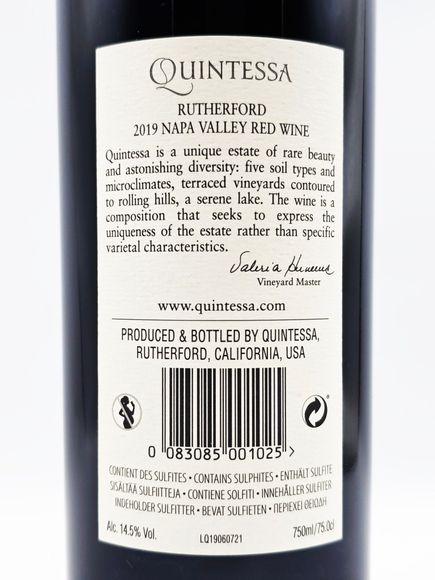 QUINTESSA
RUTHERFORD
2019 NAPA VALLEY RED WINE
Quintessa is a unique estate of rare beauty
and astonishing diversity: five soil types and
microclimates, terraced vineyards contoured
to rolling hills, a serene lake. The wine is a
composition that seeks to express the
uniqueness of the estate rather than specific
varietal characteristics.
Valeria Huneeus
Vineyard Master
www.quintessa.com
PRODUCED & BOTTLED BY QUINTESSA,
RUTHERFORD, CALIFORNIA, USA
0 083085 001025 >
CONTIENT DES SULFITES • CONTAINS SULPHITES • ENTHÄLT SULFITE
SISÄLTÄÄ SULFIITTEJA • CONTIENE SOLFITI • INNEHÅLLER SULFITER
INDEHOLDER SULFITTER • BEVAT SULFIETEN • ΠΕΡΙΕΧΕΙ ΘΕΙΩΔΗ
Alc. 14.5% Vol. LQ19060721 750ml/75.0cl